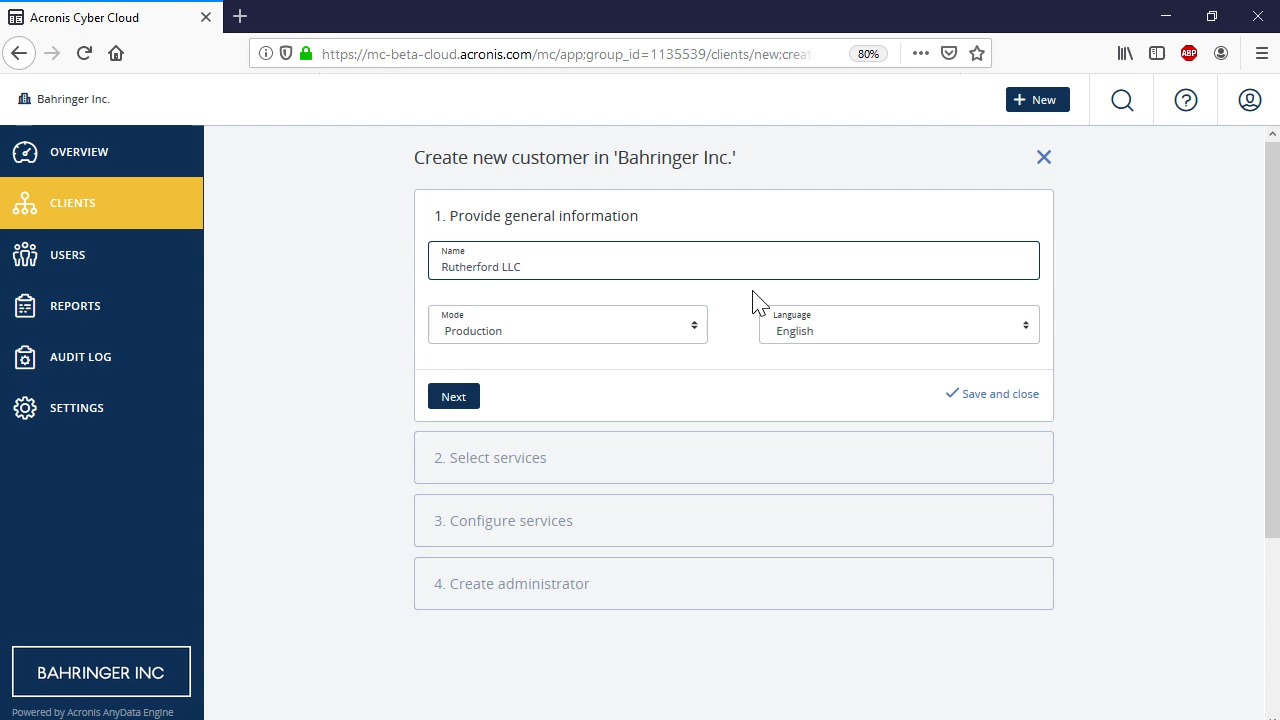 Acronis Cyber Cloud
https://mc-beta-cloud.acronis.com/mc/app;group_id=1135539/clients/new;crea
80%
ABP
Bahringer Inc.
New
OVERVIEW
CLIENTS
USERS
REPORTS
AUDIT LOG
SETTINGS
BAHRINGER INC
Powered by Acronis AnyData Engine
Create new customer in 'Bahringer Inc.'
1. Provide general information
Name
Rutherford LLC
Mode
Production
Language
English
Next
Save and close
2. Select services
3. Configure services
4. Create administrator